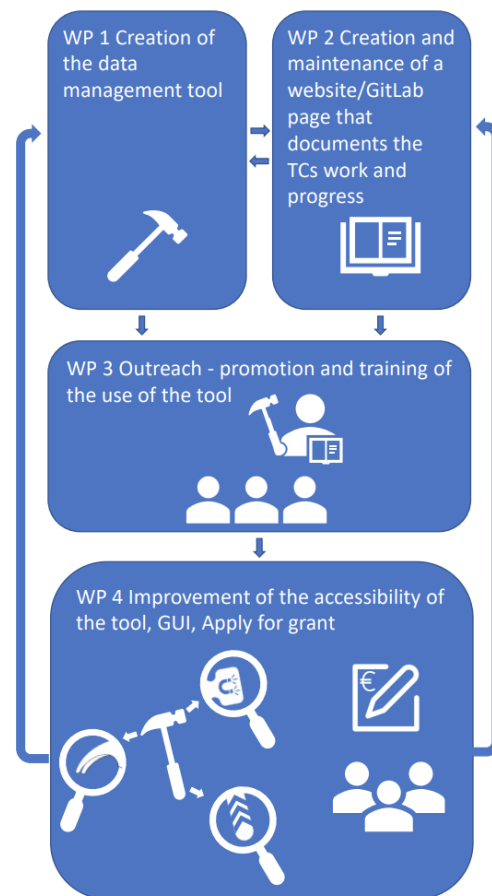 WP 1 Creation of
the data
management tool
WP 2 Creation and
maintenance of a
website/GitLab
page that
documents the
TCs work and
progress
WP 3 Outreach - promotion and training of
the use of the tool
WP 4 Improvement of the accessibility of
the tool, GUI, Apply for grant
€